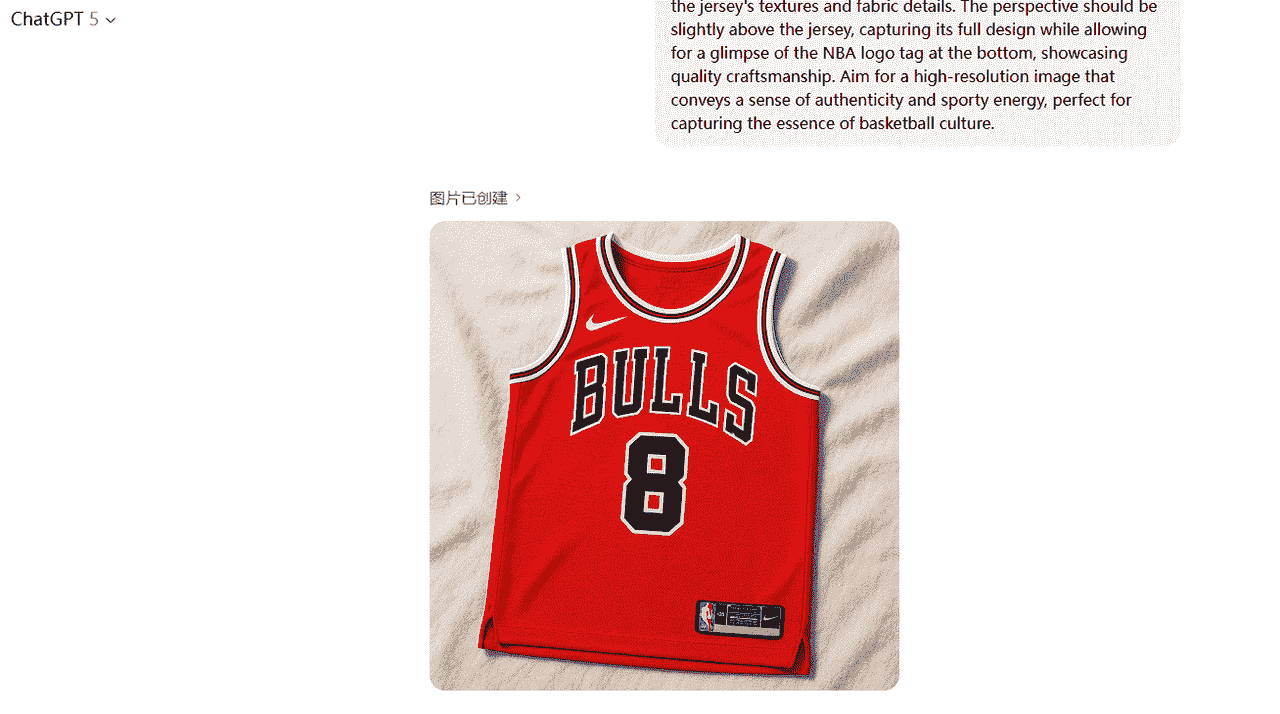 ChatGPT 5
the jersey's textures and fabric details. The perspective should be
slightly above the jersey, capturing its full design while allowing
for a glimpse of the NBA logo tag at the bottom, showcasing
quality craftsmanship. Aim for a high-resolution image that
conveys a sense of authenticity and sporty energy, perfect for
capturing the essence of basketball culture.
图片已创建
BULLS
8